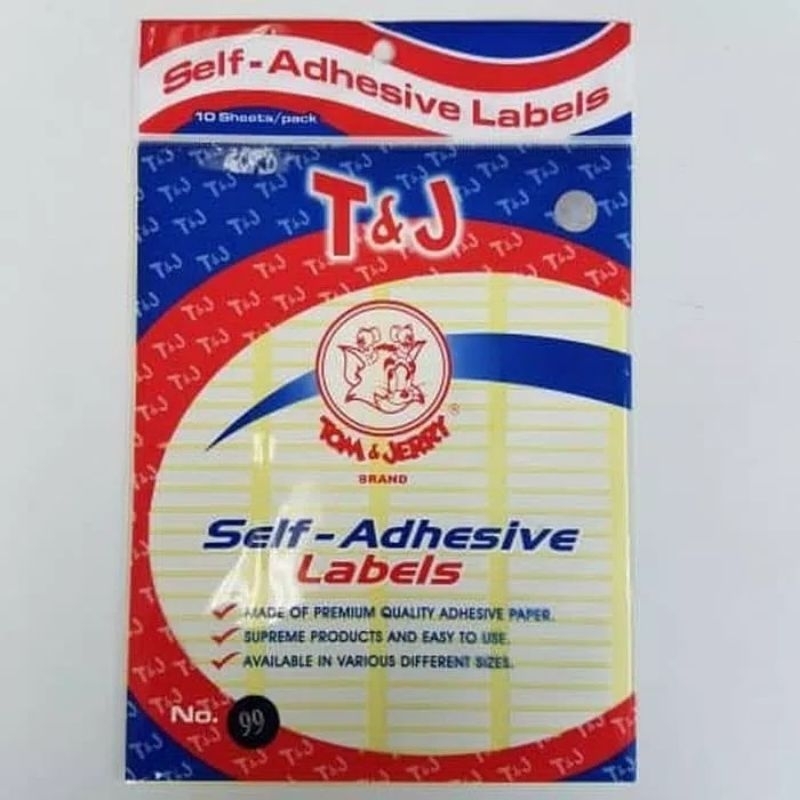 Self-Adhesive Labels
10 Sheets/pack
T&J
TOM & JERRY®
BRAND
Self-Adhesive
Labels
MADE OF PREMIUM QUALITY ADHESIVE PAPER.
SUPREME PRODUCTS AND EASY TO USE.
AVAILABLE IN VARIOUS DIFFERENT SIZES.
No. 99